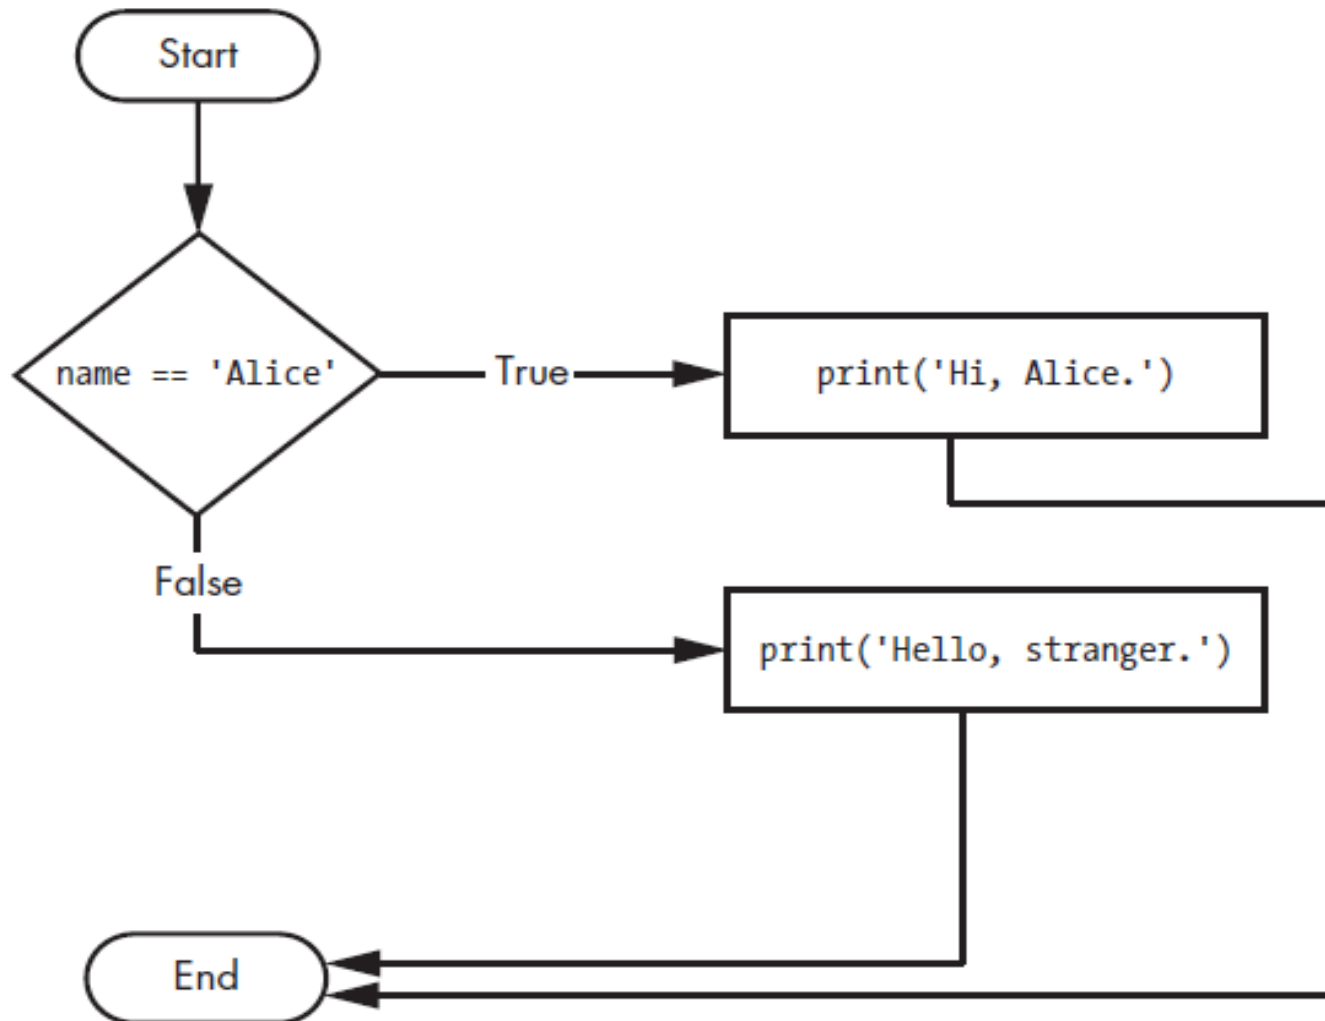 Start
name == 'Alice'
True
print('Hi, Alice.')
False
print('Hello, stranger.')
End